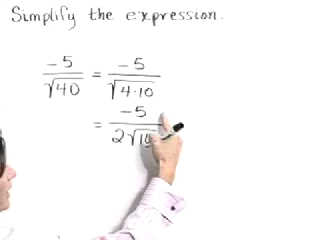 Simplify the expression.
-5/√40 = -5/√4·10
= -5/2√10